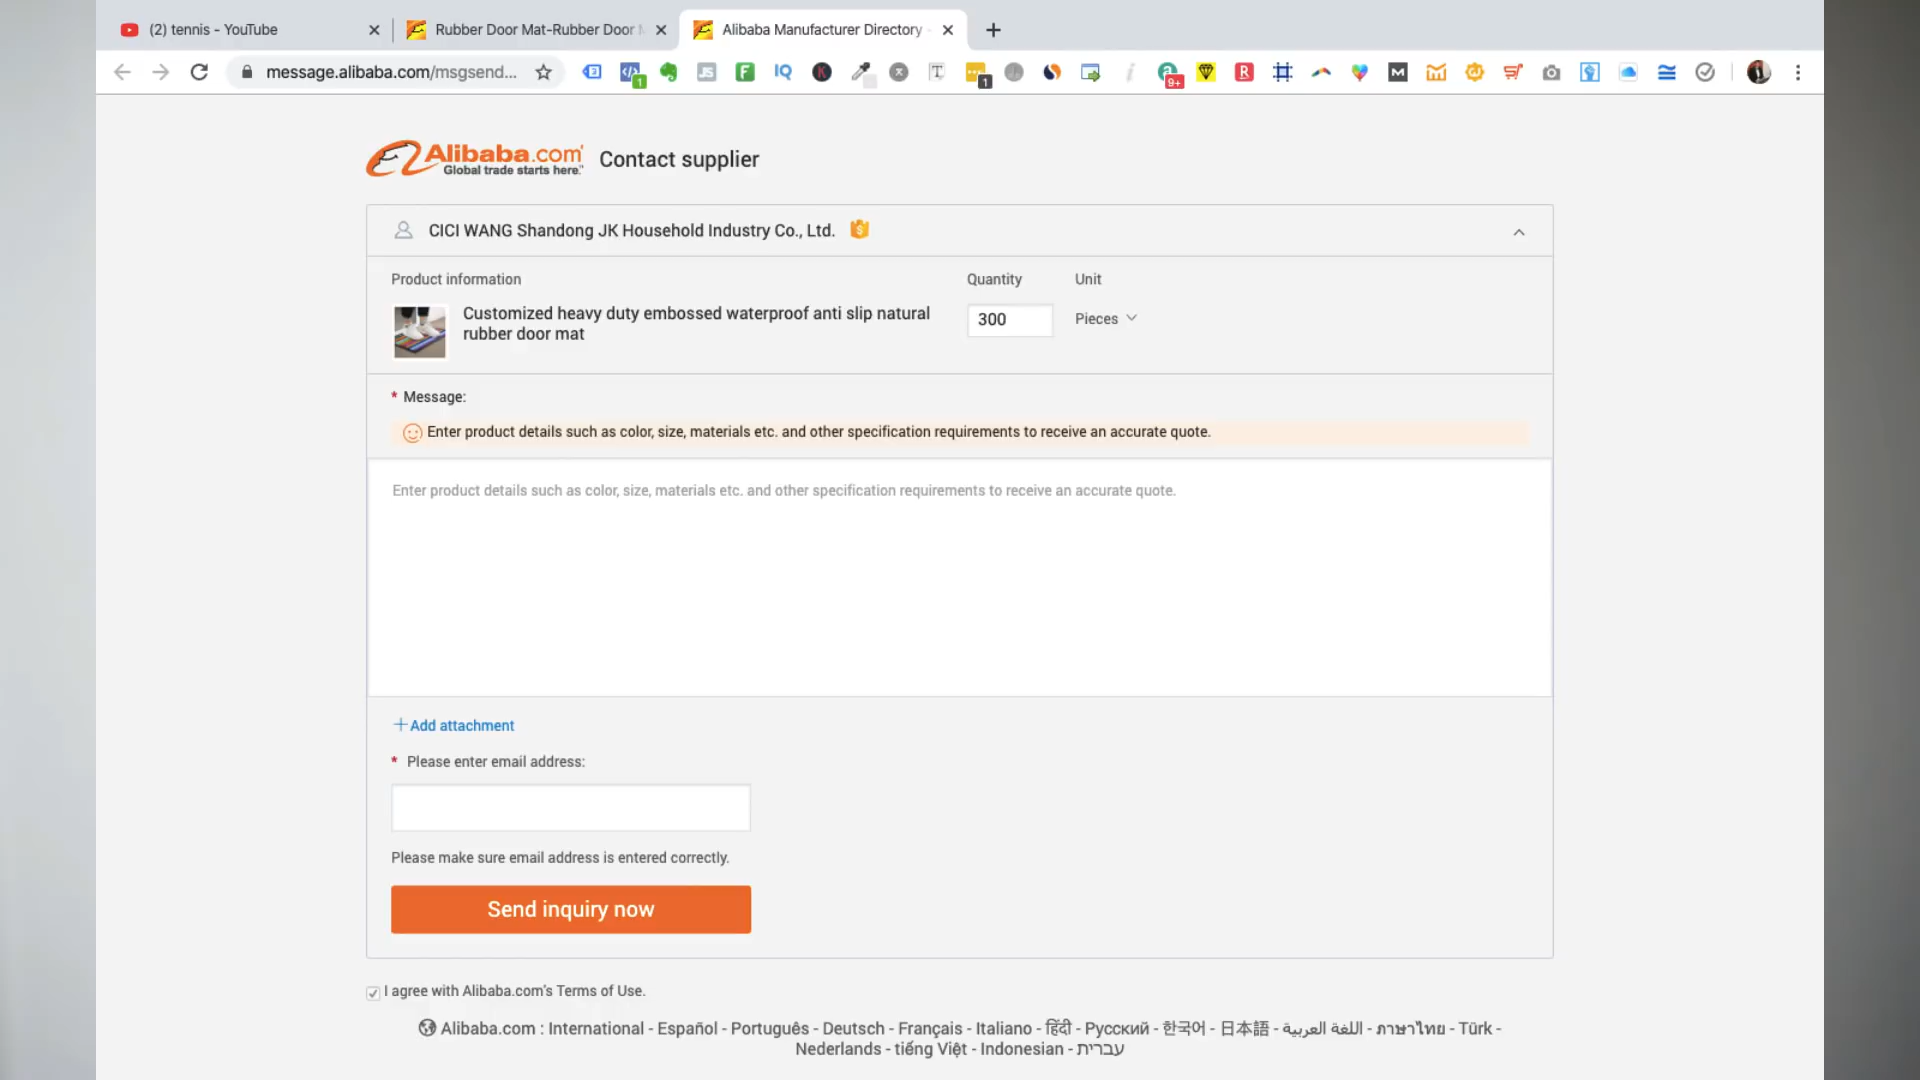 (2) tennis - YouTube
Rubber Door Mat-Rubber Door
Alibaba Manufacturer Directory
message.alibaba.com/msgsend...
1
JS
F
IQ
K
x
T
1
i
9+
R
M
Alibaba.com
Global trade starts here.™
Contact supplier
CICI WANG Shandong JK Household Industry Co., Ltd.
Product information
Quantity
Unit
Customized heavy duty embossed waterproof anti slip natural
rubber door mat
300
Pieces
* Message:
Enter product details such as color, size, materials etc. and other specification requirements to receive an accurate quote.
Enter product details such as color, size, materials etc. and other specification requirements to receive an accurate quote.
+ Add attachment
* Please enter email address:
Please make sure email address is entered correctly.
Send inquiry now
I agree with Alibaba.com's Terms of Use.
Alibaba.com : International - Español - Português - Deutsch - Français - Italiano - हिंदी - Русский - 한국어 - 日本語 - اللغة العربية - ภาษาไทย - Türk -
Nederlands - tiếng Việt - Indonesian - עברית